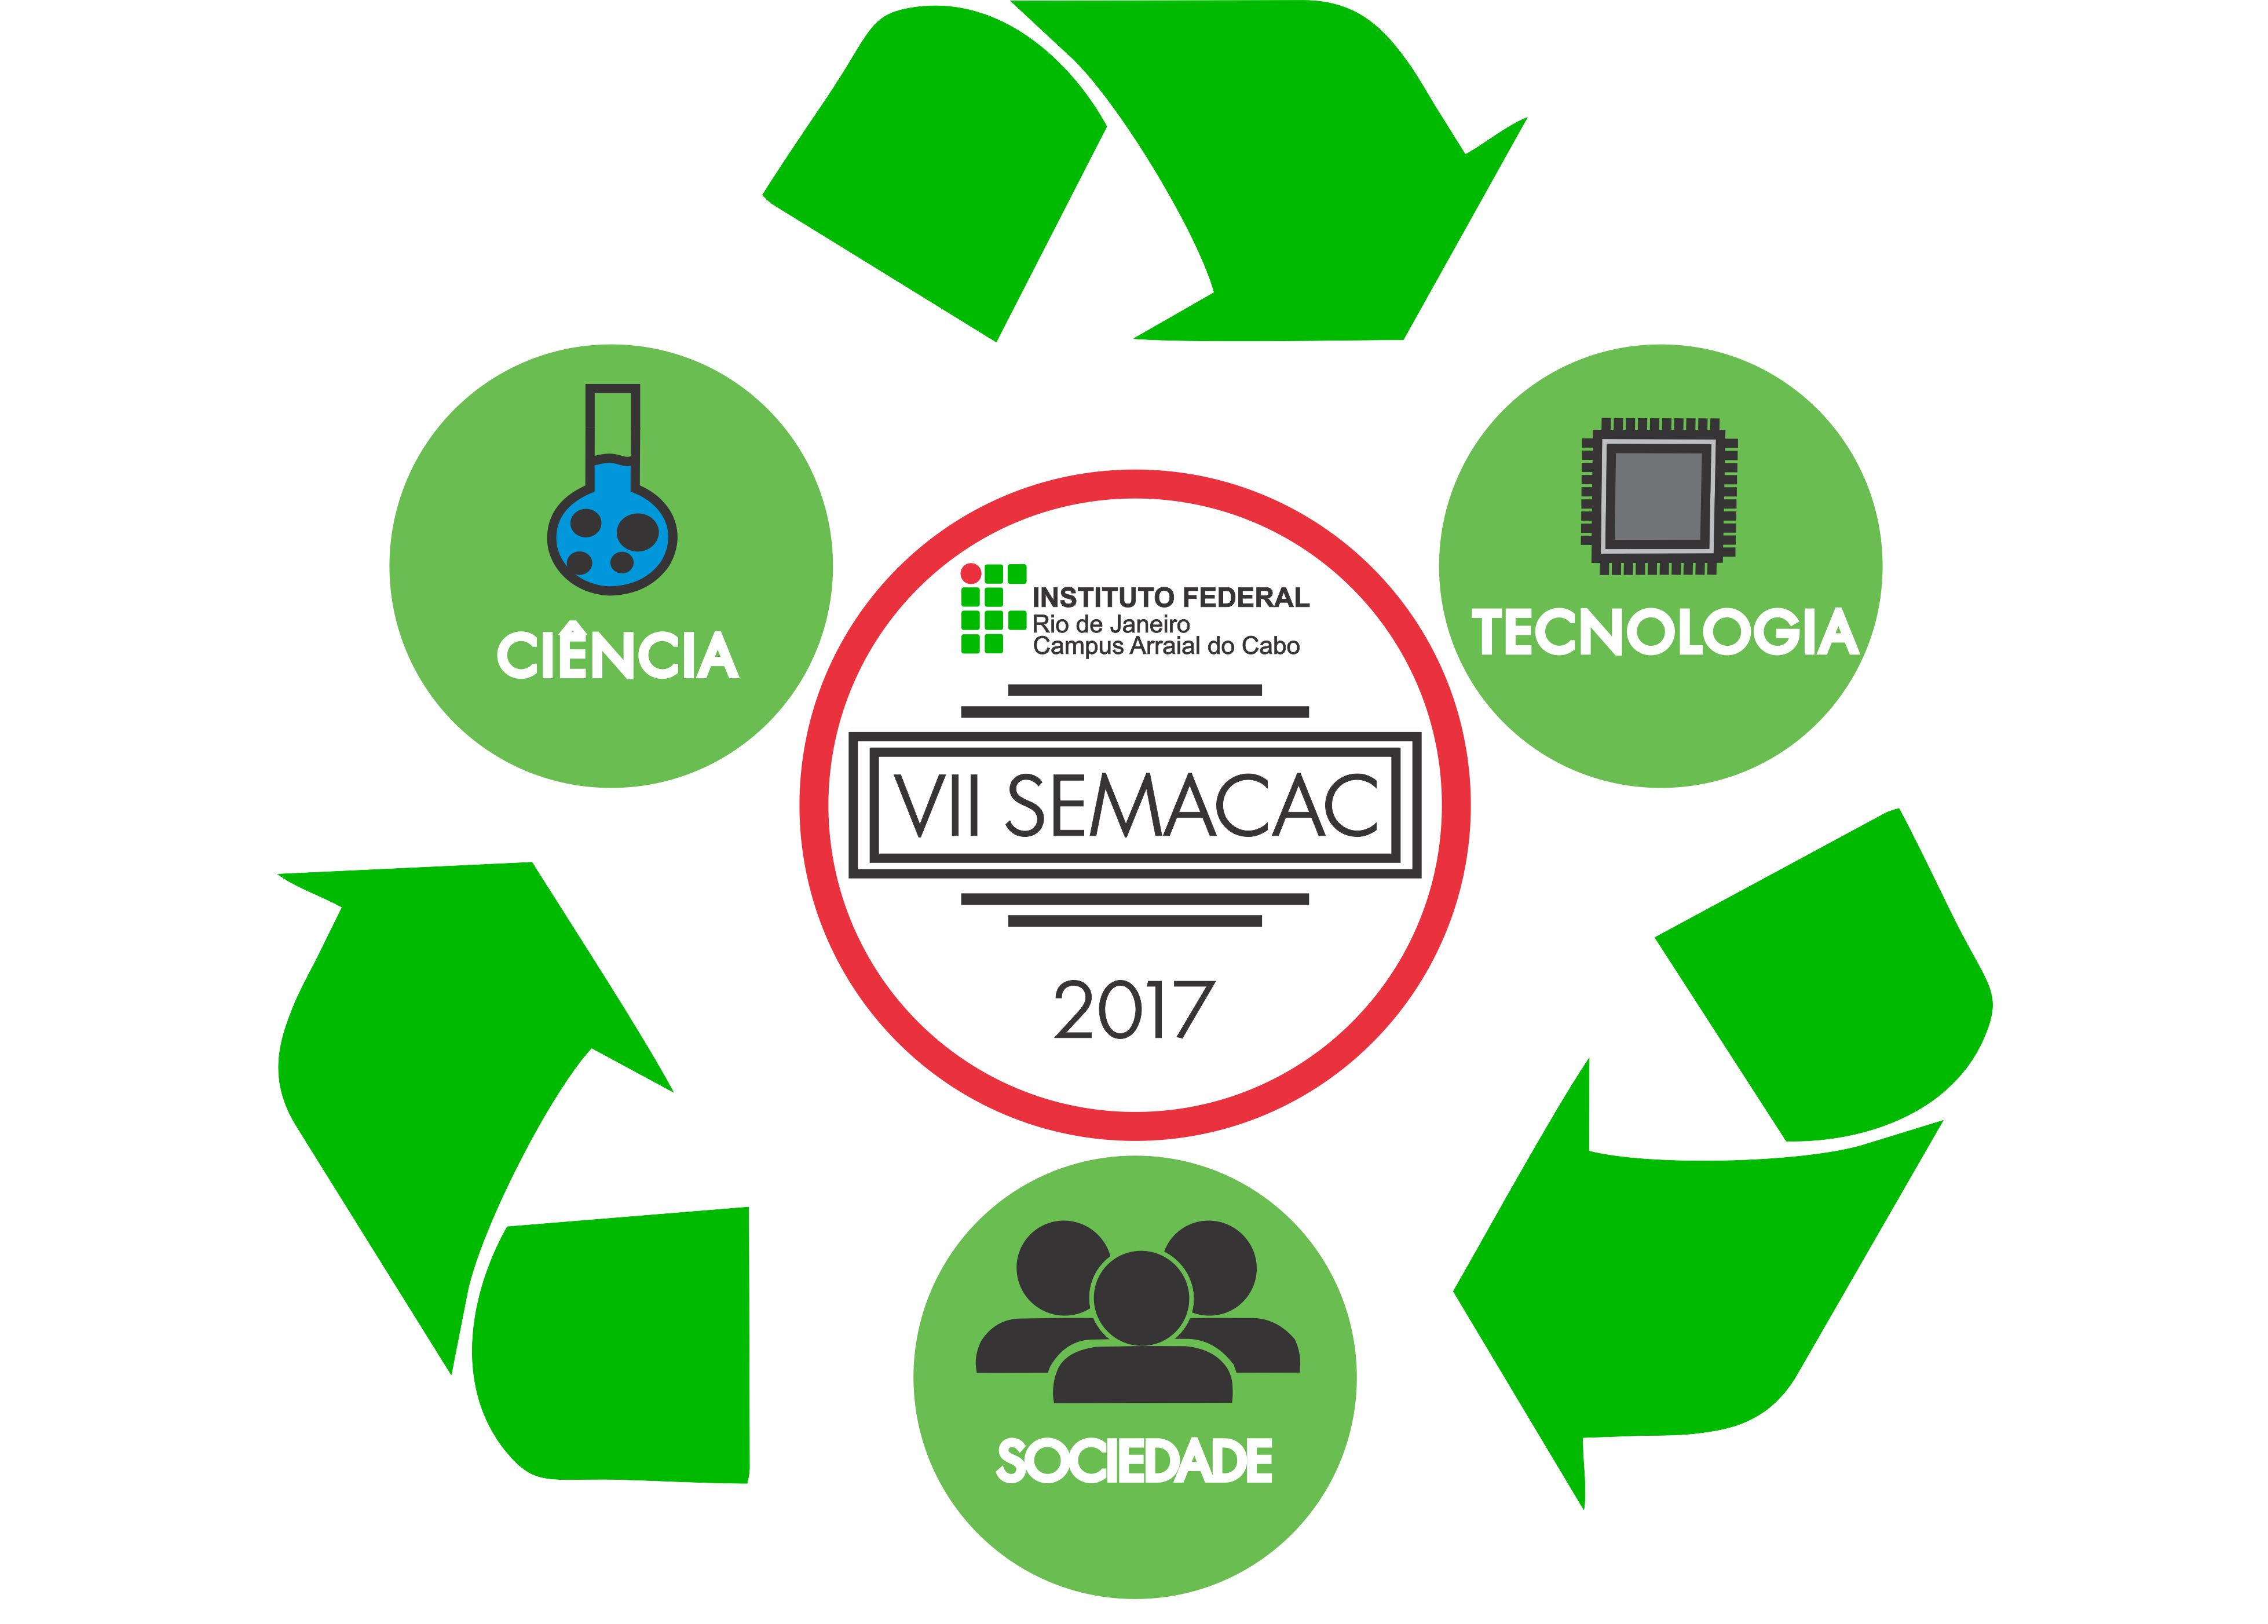 CIÊNCIA
TECNOLOGIA
INSTITUTO FEDERAL
Rio de Janeiro
Campus Arraial do Cabo
VII SEMACAC
2017
SOCIEDADE